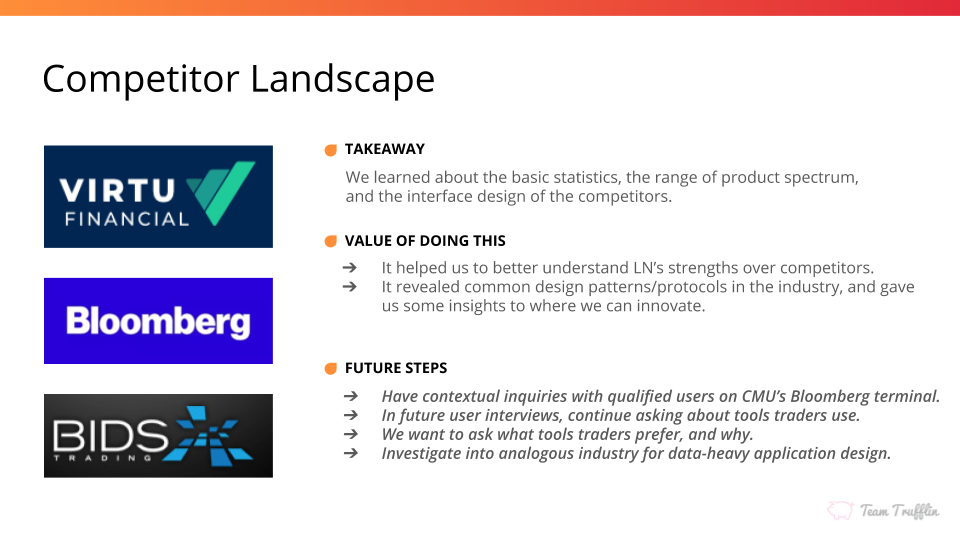 Competitor Landscape
VIRTU
FINANCIAL
Bloomberg
BIDS
TRADING
TAKEAWAY
We learned about the basic statistics, the range of product spectrum,
and the interface design of the competitors.
VALUE OF DOING THIS
➔ It helped us to better understand LN’s strengths over competitors.
➔ It revealed common design patterns/protocols in the industry, and gave
us some insights to where we can innovate.
FUTURE STEPS
➔ Have contextual inquiries with qualified users on CMU’s Bloomberg terminal.
➔ In future user interviews, continue asking about tools traders use.
➔ We want to ask what tools traders prefer, and why.
➔ Investigate into analogous industry for data-heavy application design.
Team Trufflin